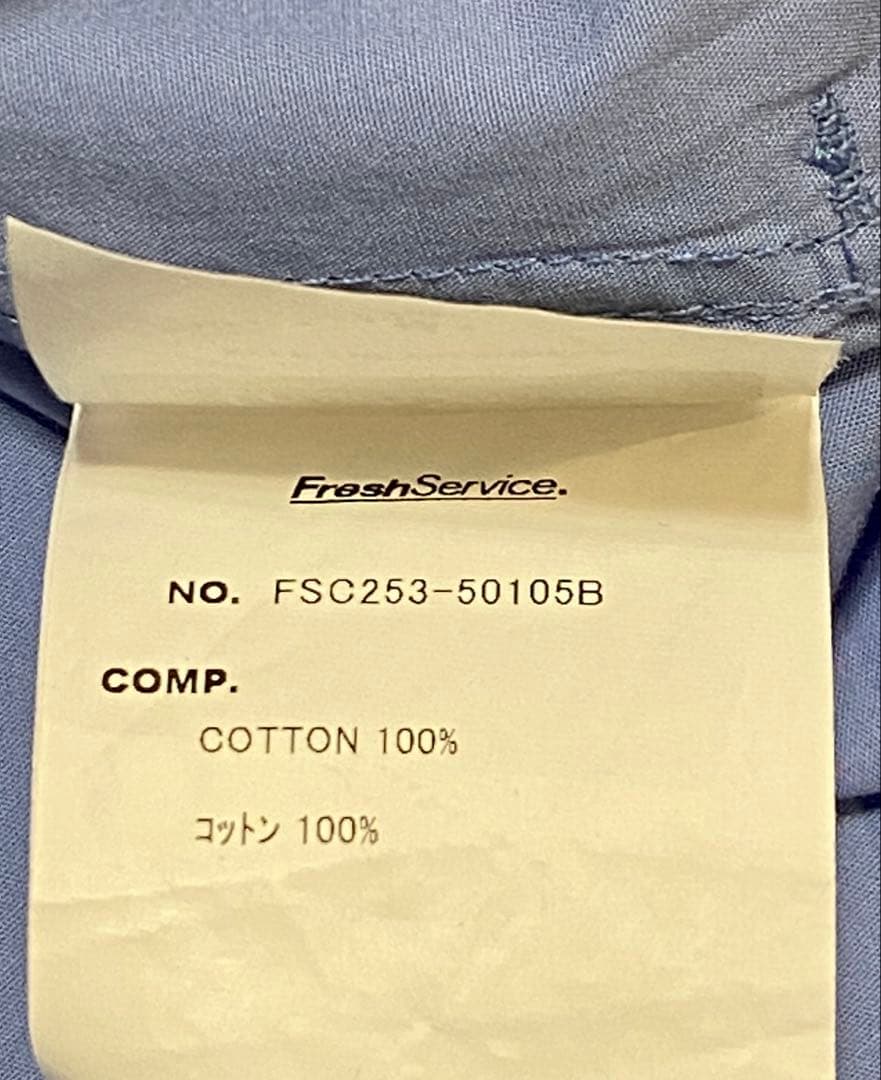 FreshService.
NO. FSC253-50105B
COMP.
COTTON 100%
コットン 100%